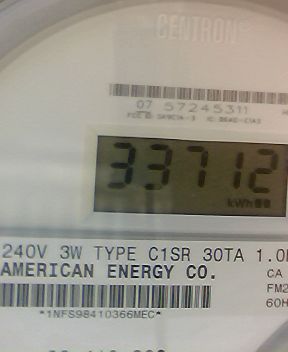 CENTRON®
07 57245311
33712
kWh
240V 3W TYPE C1SR 30TA 1.0
AMERICAN ENERGY CO.
CA
FM2
60H
*1NFS98410366MEC*